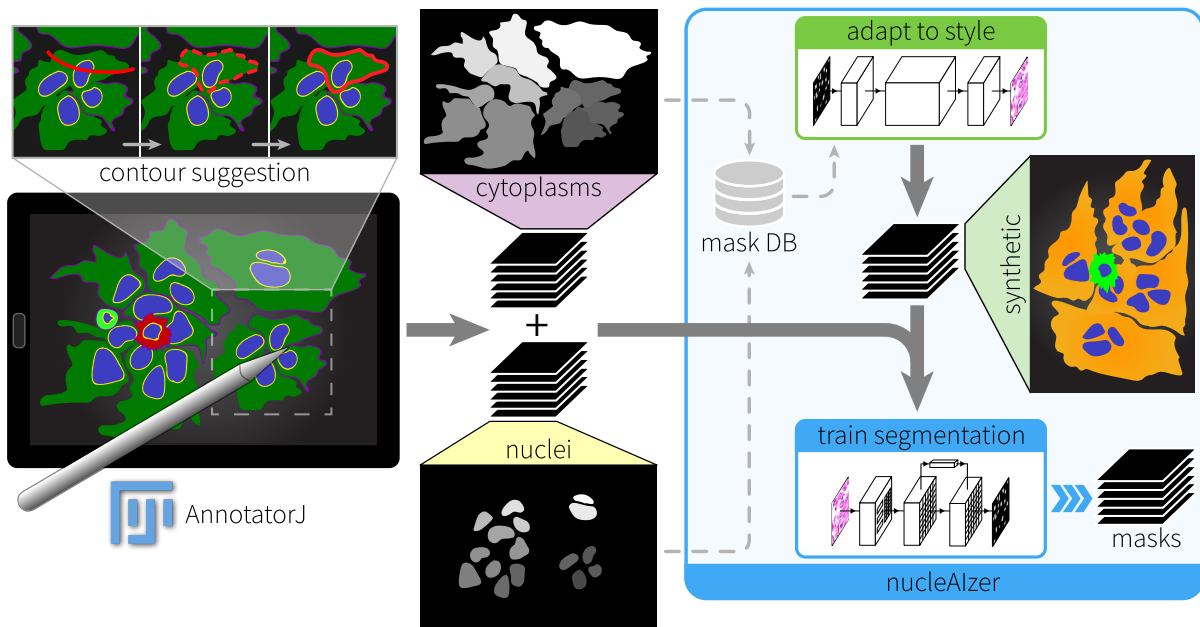 adapt to style
contour suggestion
cytoplasms
mask DB
synthetic
+
nuclei
train segmentation
AnnotatorJ
masks
nucleAIzer